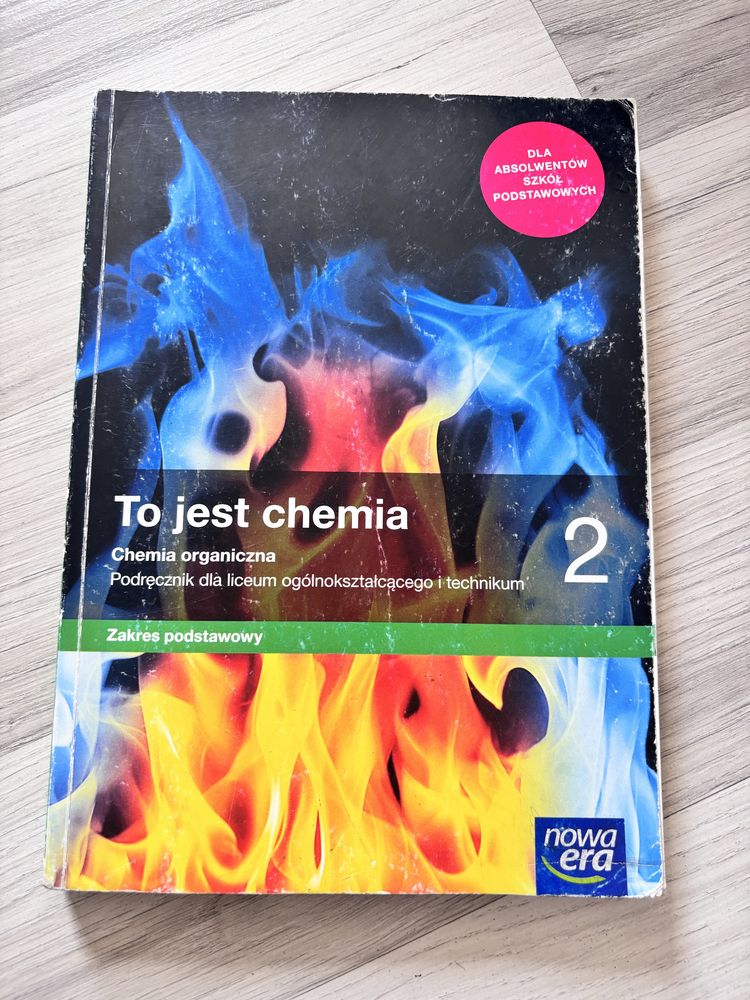 DLA
ABSOLWENTÓW
SZKÓŁ
PODSTAWOWYCH
To jest chemia
2
Chemia organiczna
Podręcznik dla liceum ogólnokształcącego i technikum
Zakres podstawowy
nowa
era